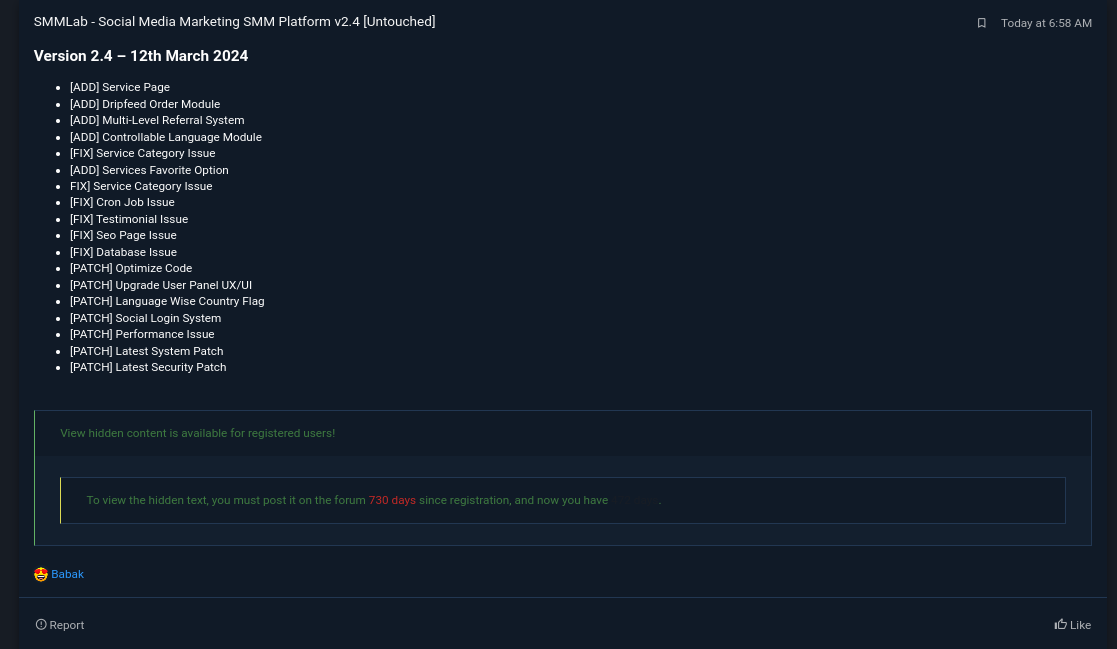 SMMLab - Social Media Marketing SMM Platform v2.4 [Untouched]
Today at 6:58 AM
Version 2.4 – 12th March 2024
[ADD] Service Page
[ADD] Dripfeed Order Module
[ADD] Multi-Level Referral System
[ADD] Controllable Language Module
[FIX] Service Category Issue
[ADD] Services Favorite Option
FIX] Service Category Issue
[FIX] Cron Job Issue
[FIX] Testimonial Issue
[FIX] Seo Page Issue
[FIX] Database Issue
[PATCH] Optimize Code
[PATCH] Upgrade User Panel UX/UI
[PATCH] Language Wise Country Flag
[PATCH] Social Login System
[PATCH] Performance Issue
[PATCH] Latest System Patch
[PATCH] Latest Security Patch
View hidden content is available for registered users!
To view the hidden text, you must post it on the forum 730 days since registration, and now you have .
Babak
Report
Like